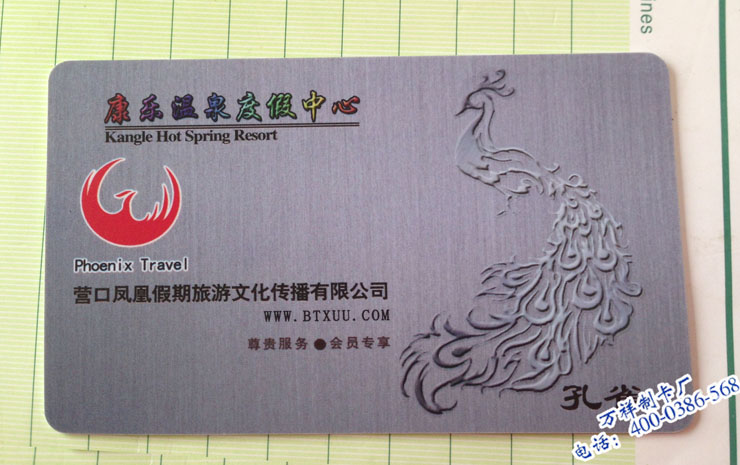 ines
康乐温泉度假中心
Kangle Hot Spring Resort
Phoenix Travel
营口凤凰假期旅游文化传播有限公司
WWW.BTXUU.COM
尊贵服务●会员专享
孔雀
万祥制卡厂
电话：400-0386-568